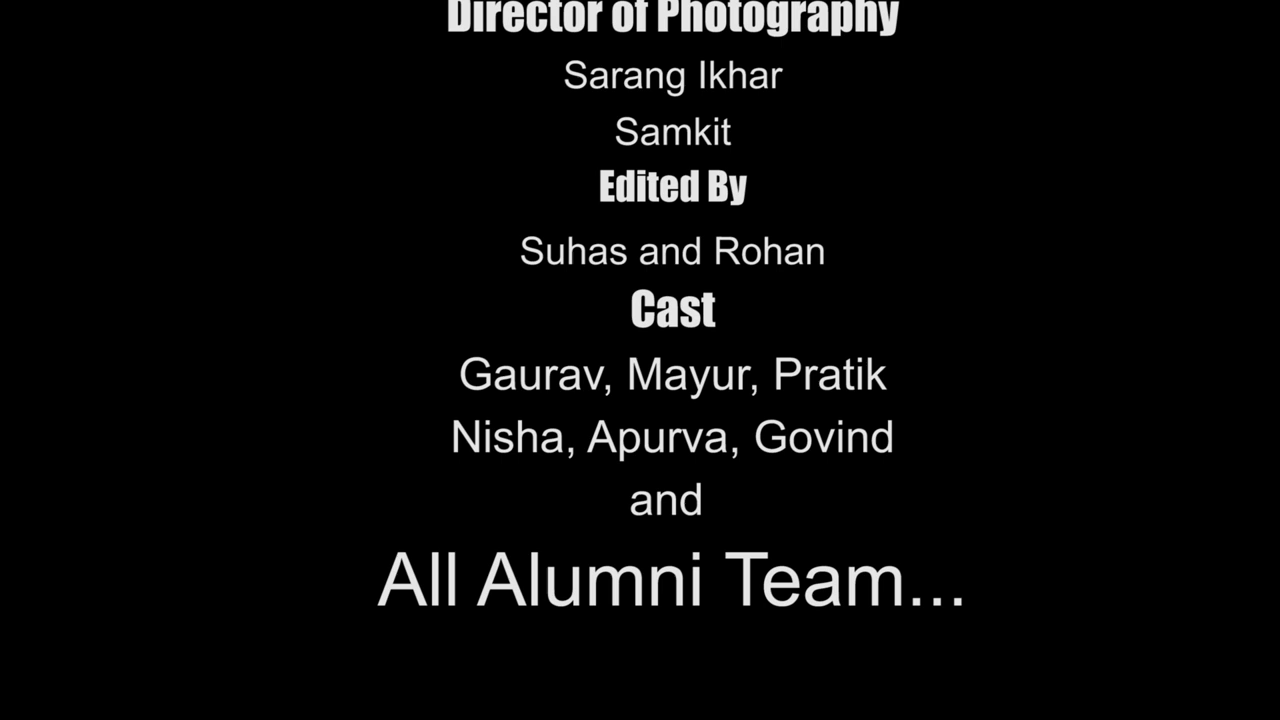 Director of Photography
Sarang Ikhar
Samkit
Edited By
Suhas and Rohan
Cast
Gaurav, Mayur, Pratik
Nisha, Apurva, Govind
and
All Alumni Team...